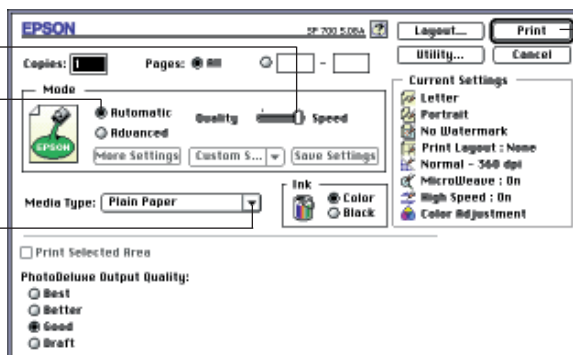 EPSON SP 700 5.08A ?
Layout... Print
Utility... Cancel
Copies: 1 Pages: All -
Mode
Automatic
Advanced
Quality Speed
EPSON
More Settings Custom S... Save Settings
Media Type: Plain Paper
Ink
Color
Black
Current Settings
Letter
Portrait
No Watermark
Print Layout : None
Normal - 360 dpi
MicroWeave : On
High Speed : On
Color Adjustment
Print Selected Area
PhotoDeluxe Output Quality:
Best
Better
Good
Draft